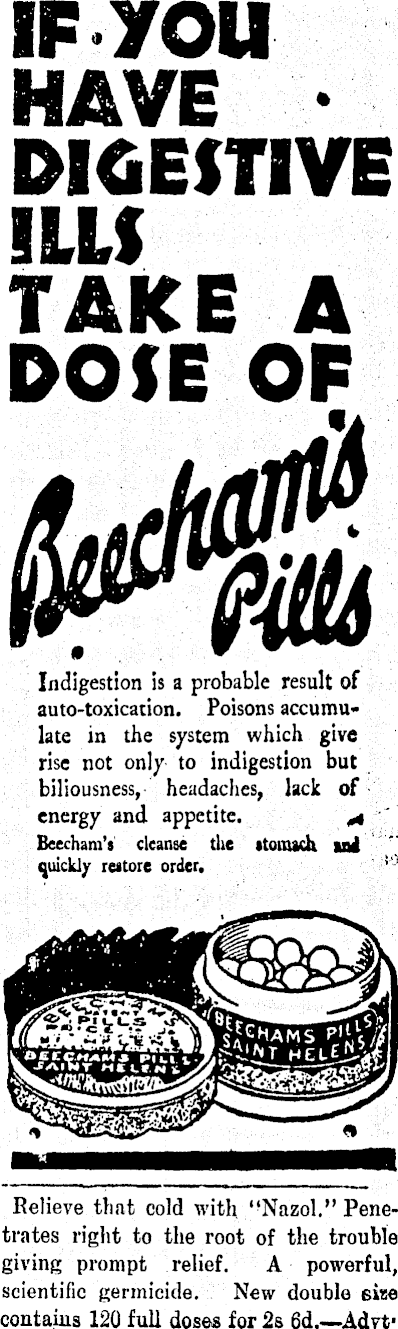 IF YOU
HAVE
DIGESTIVE
ILLS
TAKE A
DOSE OF
Beecham's
Pills
Indigestion is a probable result of
auto-toxication. Poisons accumu-
late in the system which give
rise not only to indigestion but
biliousness, headaches, lack of
energy and appetite.
Beecham's cleanse the stomach and
quickly restore order.
BEECHAMS
PILLS
BEECHAMS PILLS
SAINT HELENS
BEECHAMS PILLS
SAINT HELENS
Relieve that cold with "Nazol." Pene-
trates right to the root of the trouble
giving prompt relief. A powerful,
scientific germicide. New double size
contains 120 full doses for 2s 6d.—Advt.